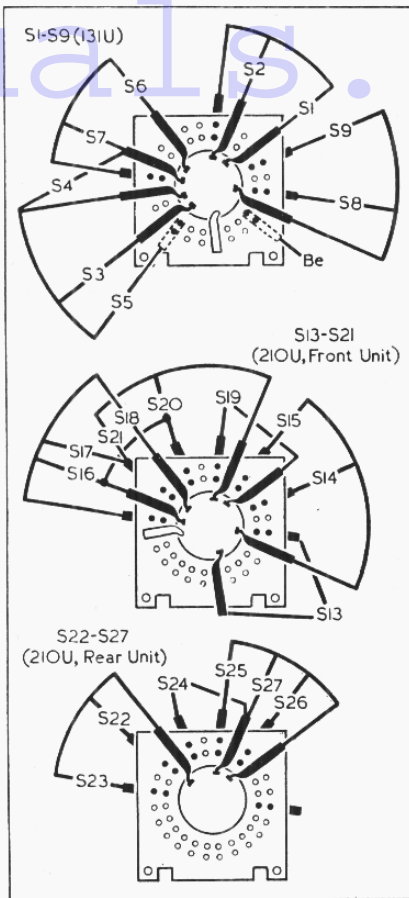 S1-S9(131U)
als.
S6
S2
S1
S7
S9
S4
S8
S3
S5
Be
S13-S21
(210U,Front Unit)
S18
S20
S19
S15
S21
S17
S14
S16
S13
S22-S27
(210U, Rear Unit)
S24
S25
S27
S22
S26
S23